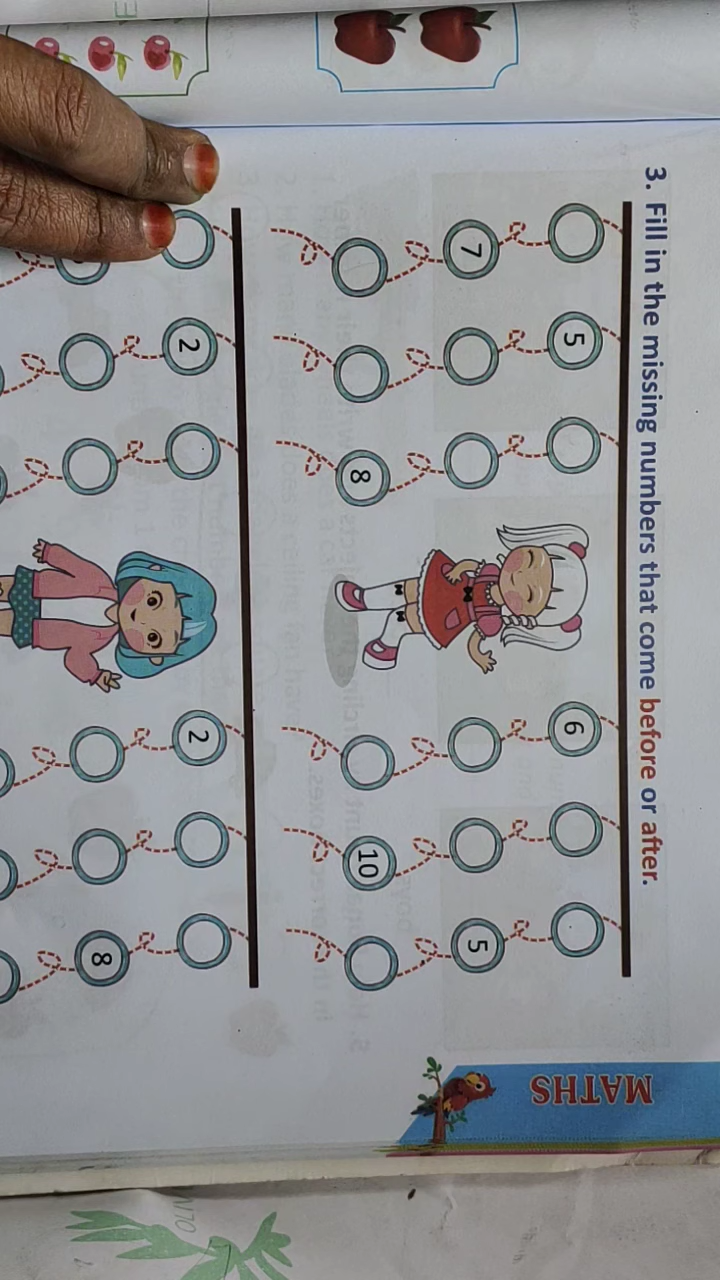 MATHS
3. Fill in the missing numbers that come before or after.
5 6
7 5
8 10
2 2
8